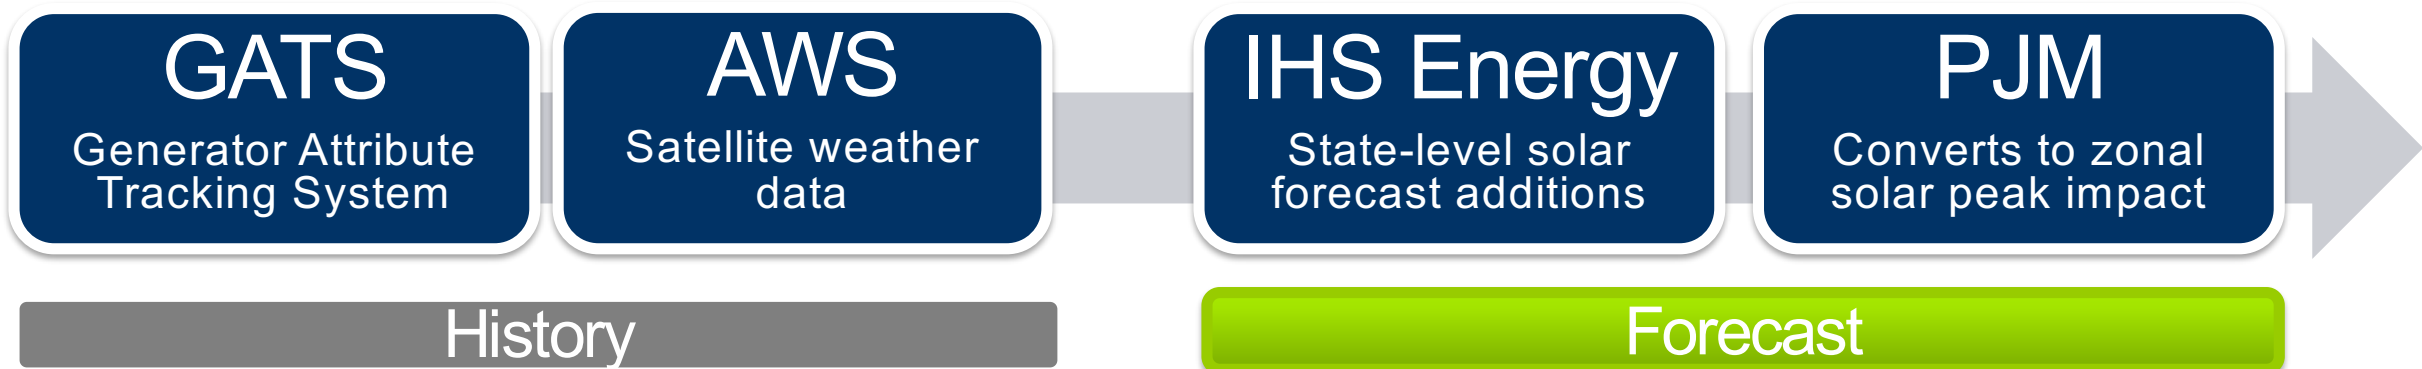 GATS
Generator Attribute
Tracking System
AWS
Satellite weather
data
IHS Energy
State-level solar
forecast additions
PJM
Converts to zonal
solar peak impact
History
Forecast